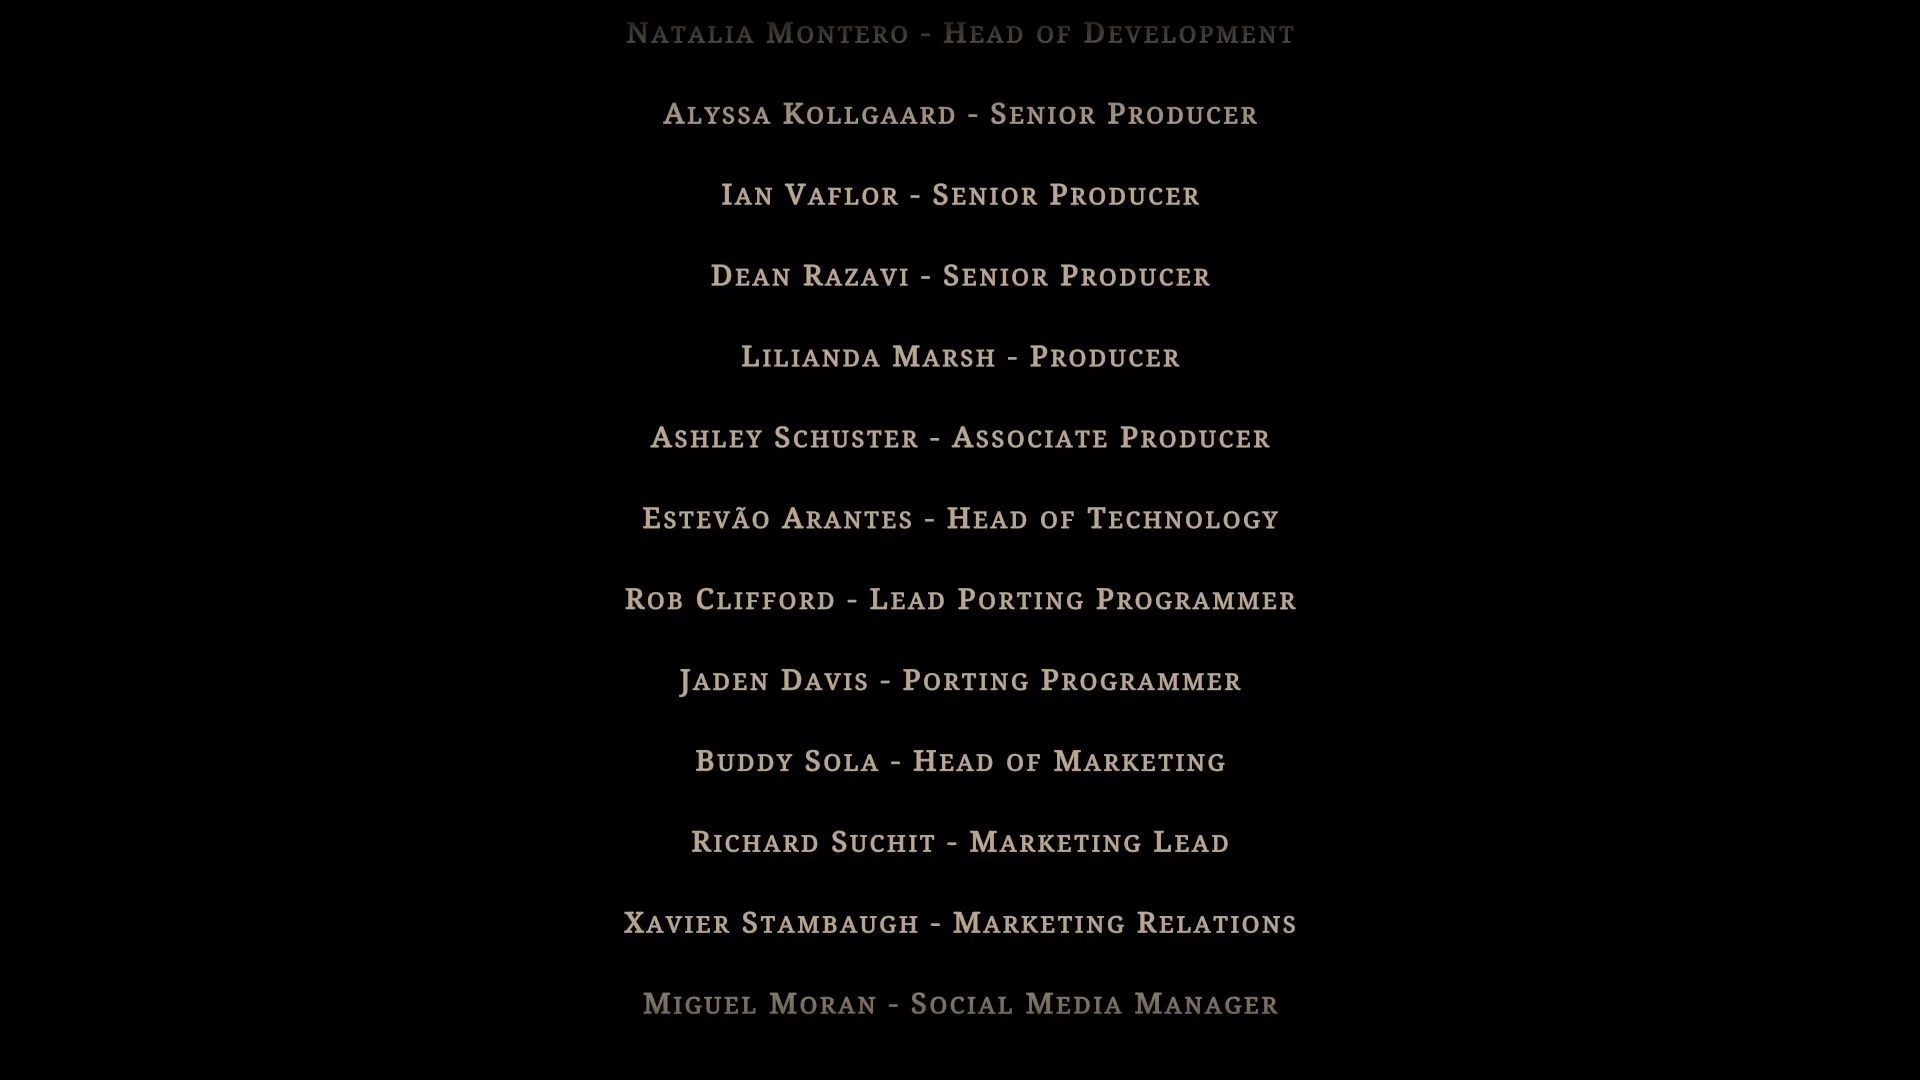 Natalia Montero - Head of Development
Alyssa Kollgaard - Senior Producer
Ian Vaflor - Senior Producer
Dean Razavi - Senior Producer
Lilianda Marsh - Producer
Ashley Schuster - Associate Producer
Estevão Arantes - Head of Technology
Rob Clifford - Lead Porting Programmer
Jaden Davis - Porting Programmer
Buddy Sola - Head of Marketing
Richard Suchit - Marketing Lead
Xavier Stambaugh - Marketing Relations
Miguel Moran - Social Media Manager